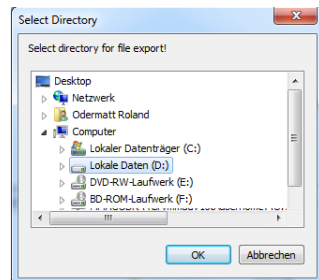 Select Directory
Select directory for file export!
Desktop
Netzwerk
Odermatt Roland
Computer
Lokaler Datenträger (C:)
Lokale Daten (D:)
DVD-RW-Laufwerk (E:)
BD-ROM-Laufwerk (F:)
OK
Abbrechen